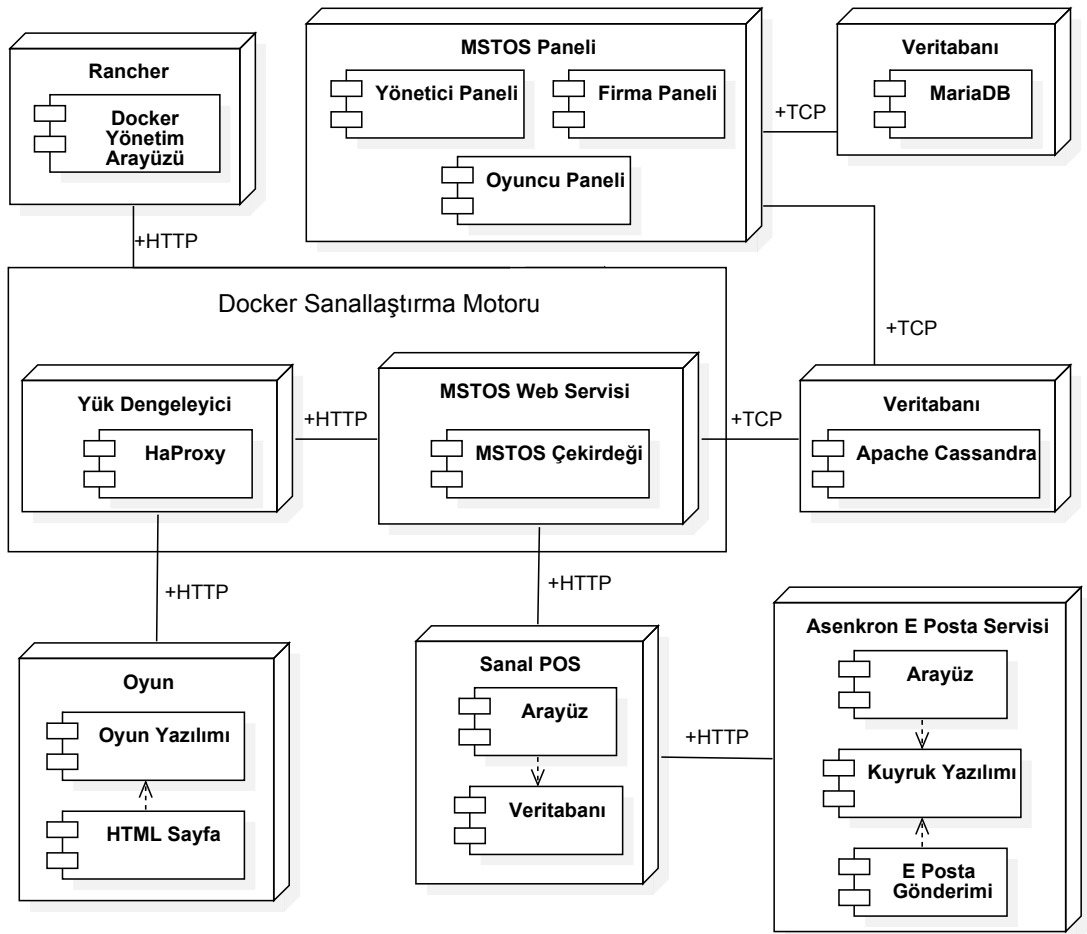 Rancher
Docker
Yönetim
Arayüzü
MSTOS Paneli
Yönetici Paneli
Firma Paneli
Oyuncu Paneli
+TCP
Veritabanı
MariaDB
+HTTP
+TCP
Docker Sanallaştırma Motoru
Yük Dengeleyici
HaProxy
+HTTP
MSTOS Web Servisi
MSTOS Çekirdeği
+TCP
Veritabanı
Apache Cassandra
+HTTP
+HTTP
Oyun
Oyun Yazılımı
HTML Sayfa
Sanal POS
Arayüz
Veritabanı
+HTTP
Asenkron E Posta Servisi
Arayüz
Kuyruk Yazılımı
E Posta
Gönderimi